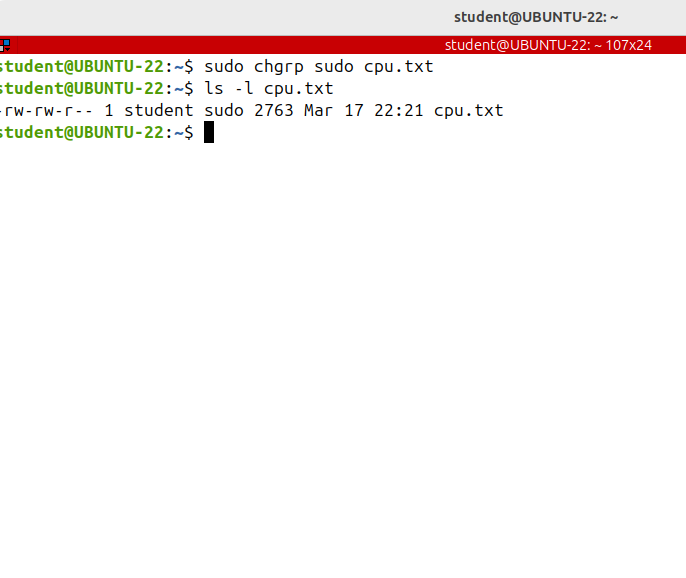 student@UBUNTU-22: ~
student@UBUNTU-22: ~ 107x24
student@UBUNTU-22:~$ sudo chgrp sudo cpu.txt
student@UBUNTU-22:~$ ls -l cpu.txt
-rw-rw-r-- 1 student sudo 2763 Mar 17 22:21 cpu.txt
student@UBUNTU-22:~$